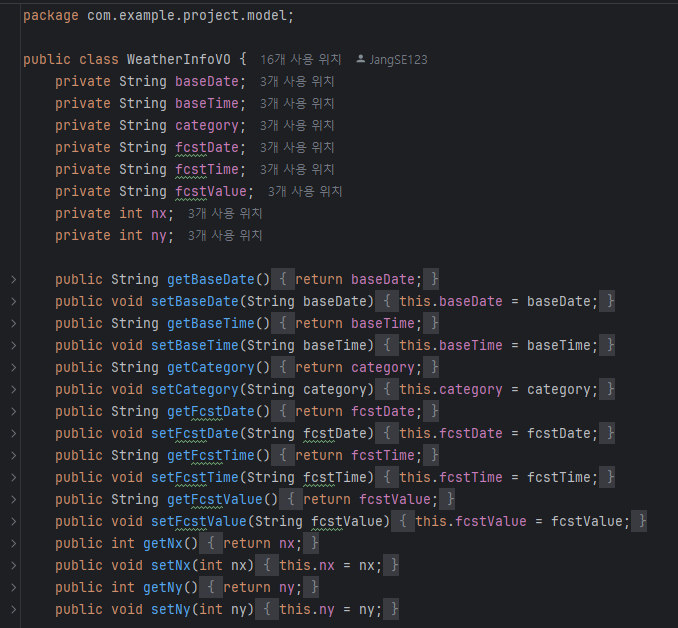 package com.example.project.model;
public class WeatherInfoVO { 16개 사용 위치 JangSE123
private String baseDate; 3개 사용 위치
private String baseTime; 3개 사용 위치
private String category; 3개 사용 위치
private String fcstDate; 3개 사용 위치
private String fcstTime; 3개 사용 위치
private String fcstValue; 3개 사용 위치
private int nx; 3개 사용 위치
private int ny; 3개 사용 위치
public String getBaseDate() { return baseDate; }
public void setBaseDate(String baseDate) { this.baseDate = baseDate; }
public String getBaseTime() { return baseTime; }
public void setBaseTime(String baseTime) { this.baseTime = baseTime; }
public String getCategory() { return category; }
public void setCategory(String category) { this.category = category; }
public String getFcstDate() { return fcstDate; }
public void setFcstDate(String fcstDate) { this.fcstDate = fcstDate; }
public String getFcstTime() { return fcstTime; }
public void setFcstTime(String fcstTime) { this.fcstTime = fcstTime; }
public String getFcstValue() { return fcstValue; }
public void setFcstValue(String fcstValue) { this.fcstValue = fcstValue; }
public int getNx() { return nx; }
public void setNx(int nx) { this.nx = nx; }
public int getNy() { return ny; }
public void setNy(int ny) { this.ny = ny; }